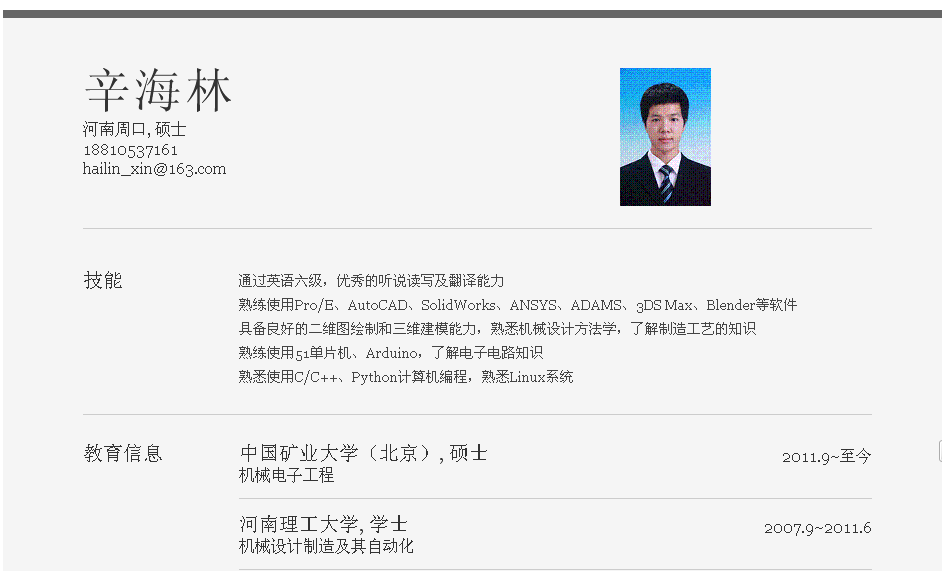 辛海林
河南周口, 硕士
18810537161
hailin_xin@163.com
技能
通过英语六级，优秀的听说读写及翻译能力
熟练使用Pro/E、AutoCAD、SolidWorks、ANSYS、ADAMS、3DS Max、Blender等软件
具备良好的二维图绘制和三维建模能力，熟悉机械设计方法学，了解制造工艺的知识
熟练使用51单片机、Arduino，了解电子电路知识
熟悉使用C/C++、Python计算机编程，熟悉Linux系统
教育信息
中国矿业大学（北京）, 硕士 2011.9~至今
机械电子工程
河南理工大学, 学士 2007.9~2011.6
机械设计制造及其自动化